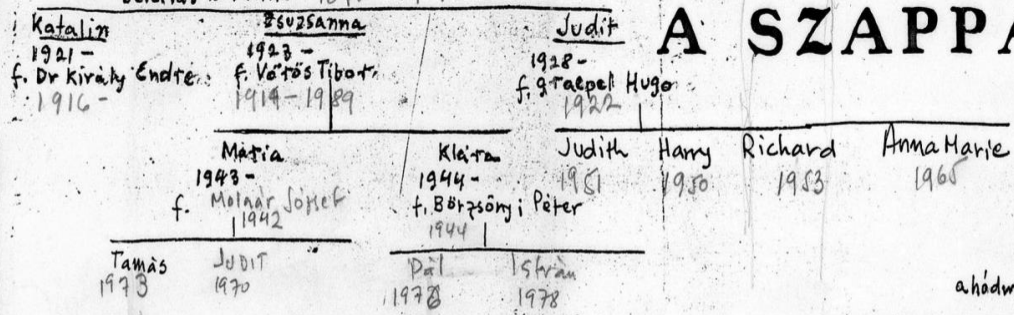 Katalin
1921 -
f. Dr Király Endre
1916 -
Zsuzsanna
1923 -
f. Vörös Tibor
1914 - 1989
Judit
1928 -
f. Graepel Hugo
1922
A SZAPPA
Mária
1943 -
f. Molnár József
1942
Klára
1944 -
f. Börzsönyi Péter
1944
Judith
1951
Harry
1950
Richard
1953
Anna Marie
1965
Tamás
1973
JUDIT
1970
Pál
István
1978
ahódm